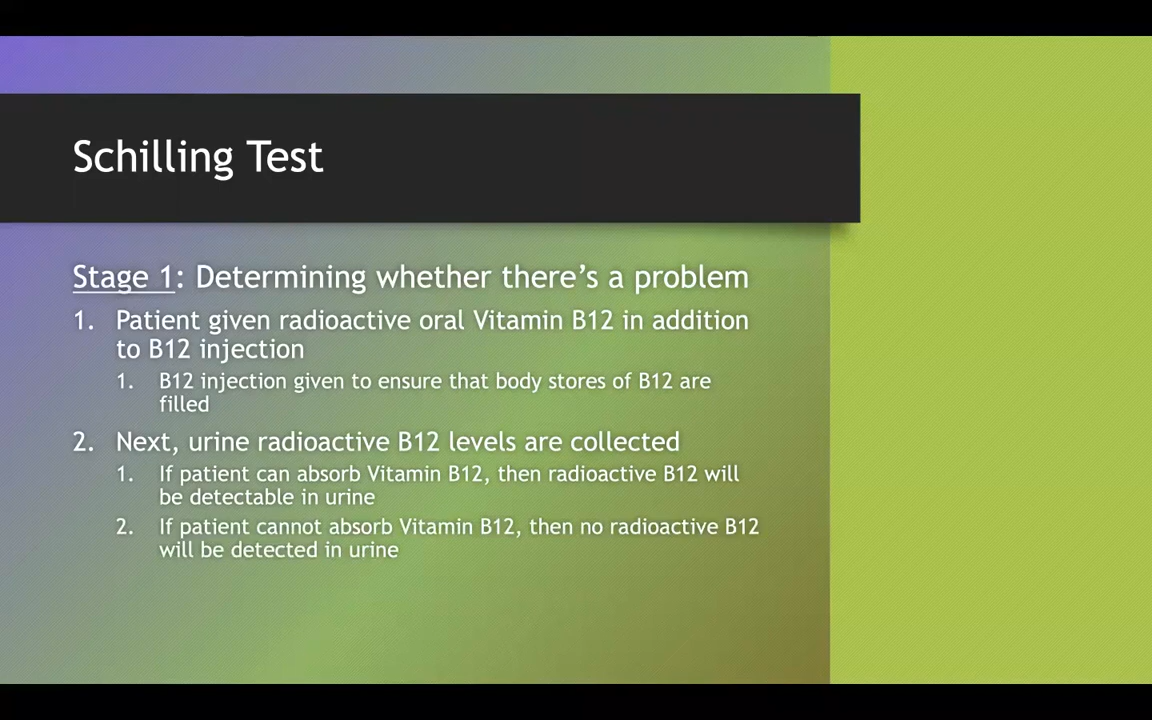 Schilling Test
Stage 1: Determining whether there's a problem
1. Patient given radioactive oral Vitamin B12 in addition
to B12 injection
1. B12 injection given to ensure that body stores of B12 are
filled
2. Next, urine radioactive B12 levels are collected
1. If patient can absorb Vitamin B12, then radioactive B12 will
be detectable in urine
2. If patient cannot absorb Vitamin B12, then no radioactive B12
will be detected in urine